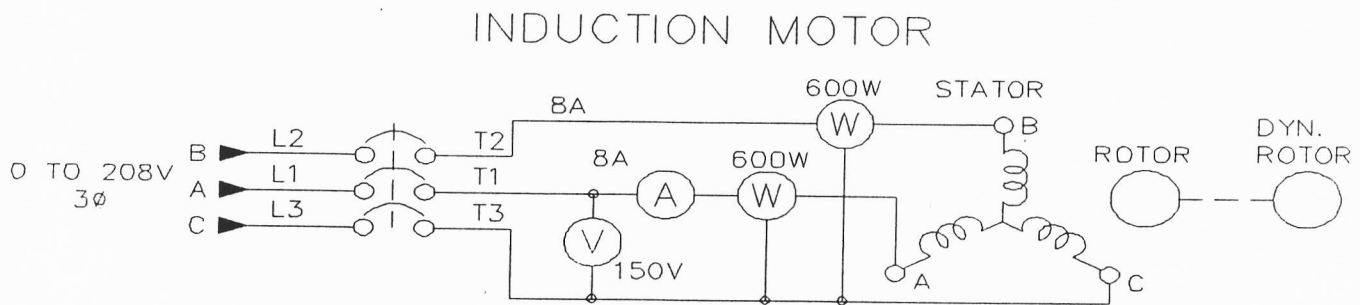 INDUCTION MOTOR
600W
STATOR
8A
B
L2
T2
W
B
DYN.
ROTOR
ROTOR
0 TO 208V
3ø
A
L1
T1
8A
A
600W
W
C
L3
T3
V
150V
A
C